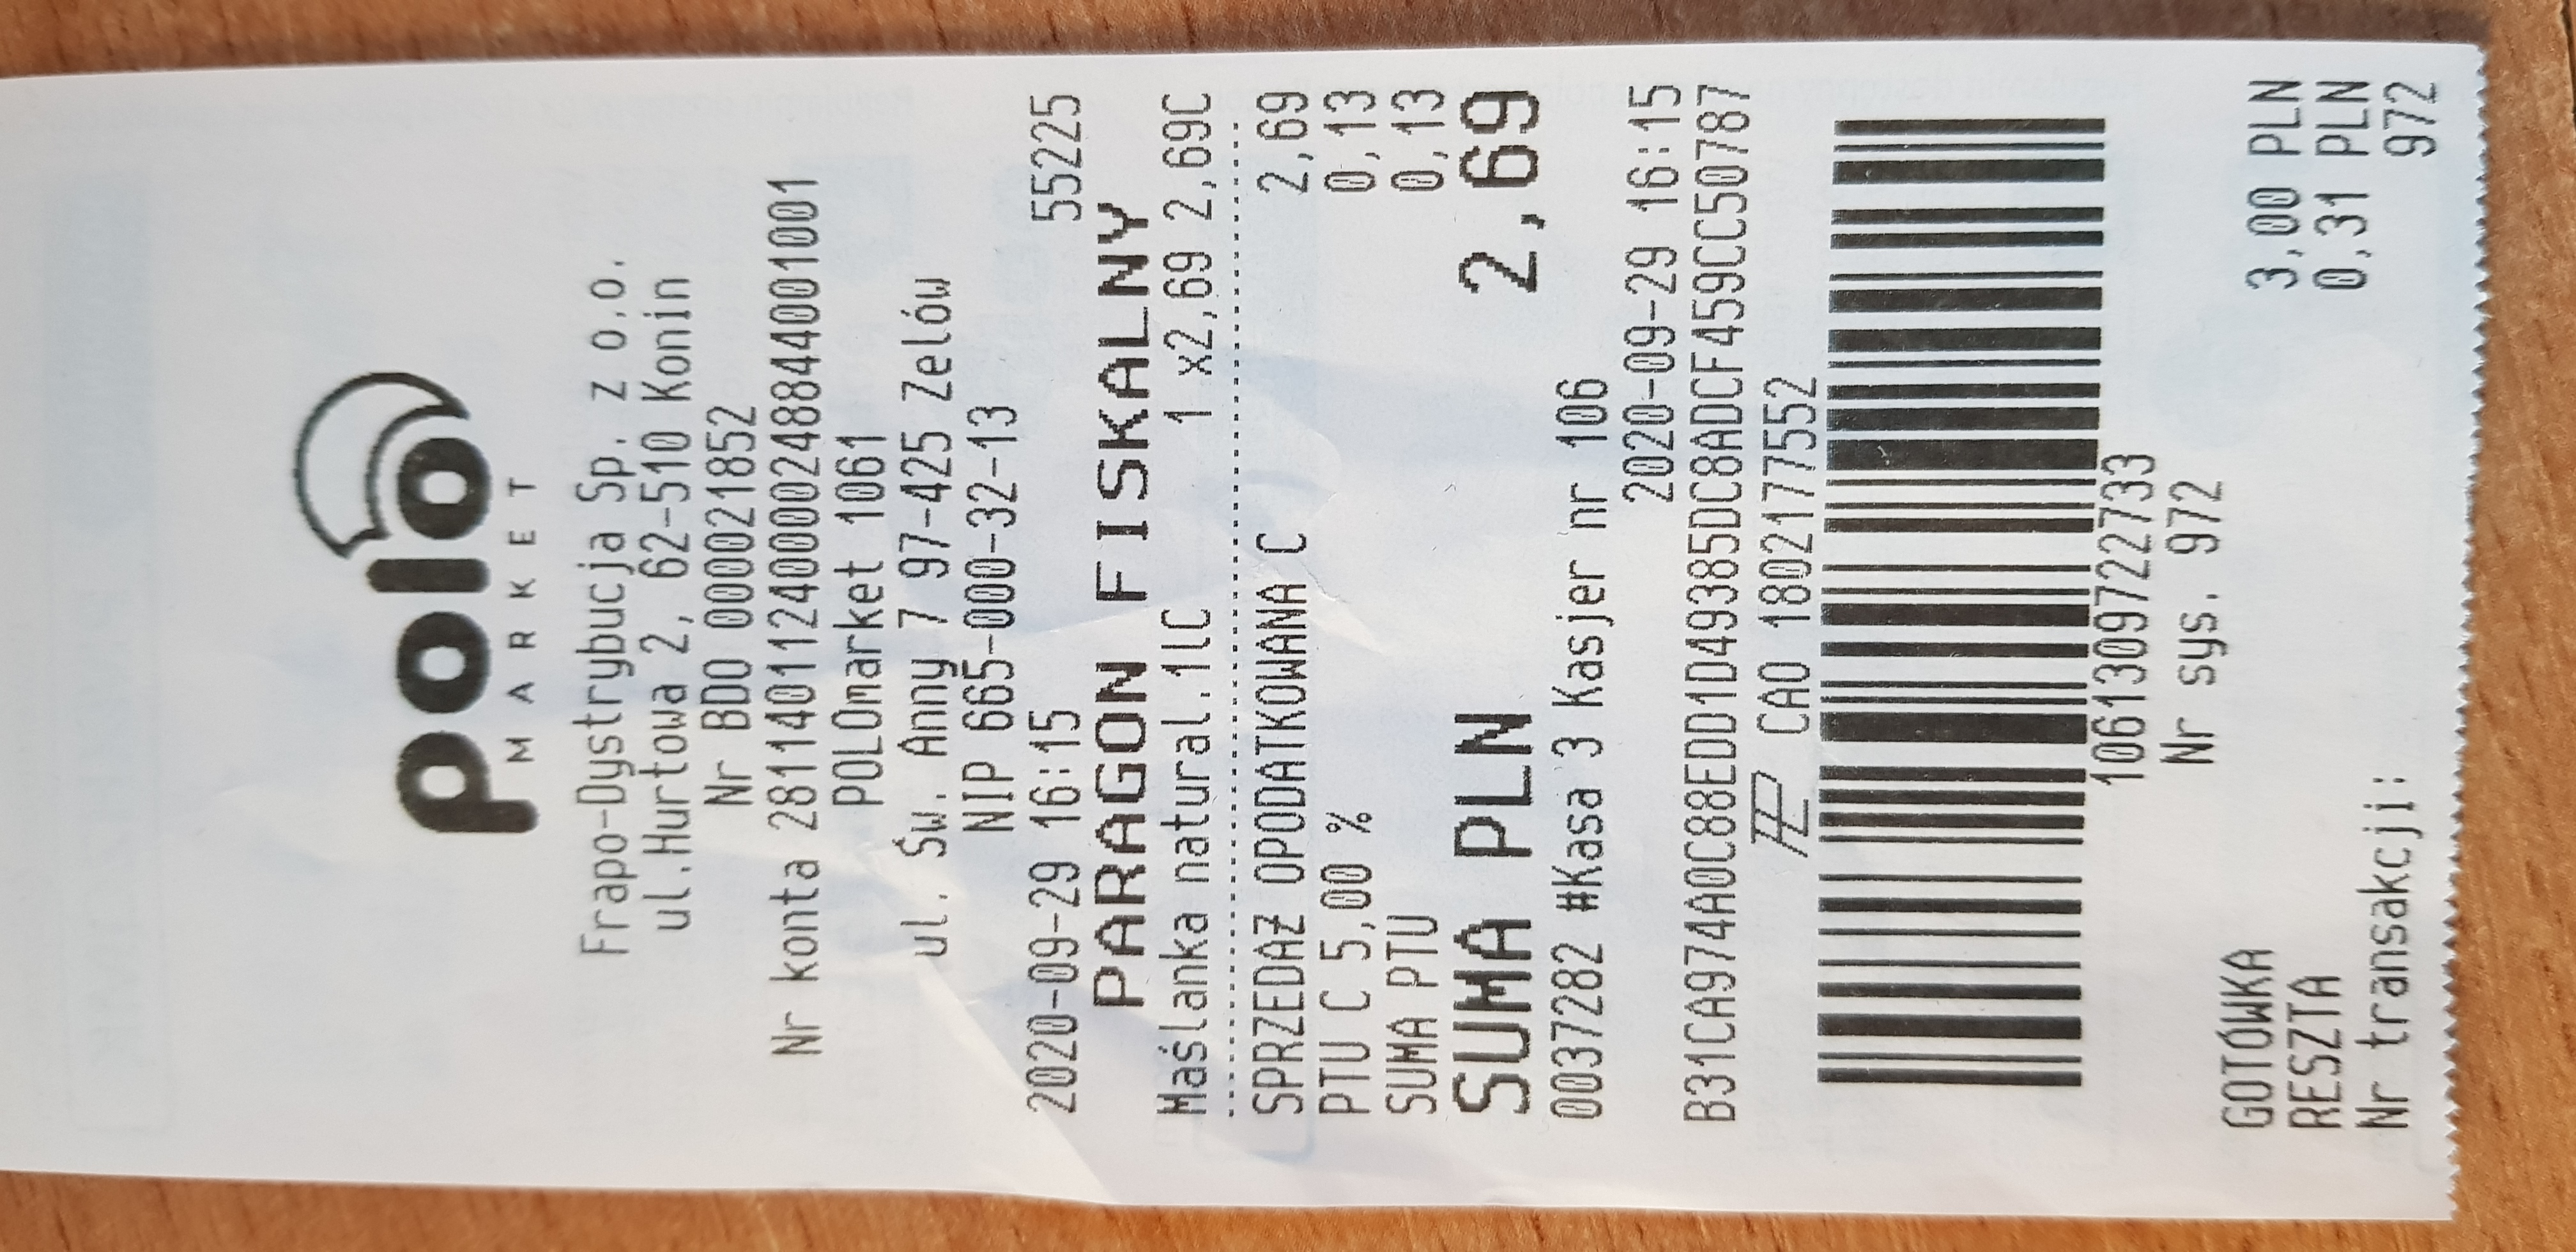 polo
MARKET
Frapo-Dystrybucja Sp. z o.o.
ul.Hurtowa 2, 62-510 Konin
Nr BDO 000021852
Nr konta 28114011240000248844001001
POLOmarket 1061
ul. Św. Anny 7 97-425 Zelów
NIP 665-000-32-13
2020-09-29 16:15 55225
PARAGON FISKALNY
Maślanka natural.1lC 1 x2,69 2,69C
SPRZEDAŻ OPODATKOWANA C 2,69
PTU C 5,00 % 0,13
SUMA PTU 0,13
SUMA PLN 2,69
0037282 #Kasa 3 Kasjer nr 106
2020-09-29 16:15
B31CA974A0C88EDD1D49385DC8ADCF459CC50787
CAO 1802177552
1061309722733
Nr sys. 972
GOTÓWKA 3,00 PLN
RESZTA 0,31 PLN
Nr transakcji: 972